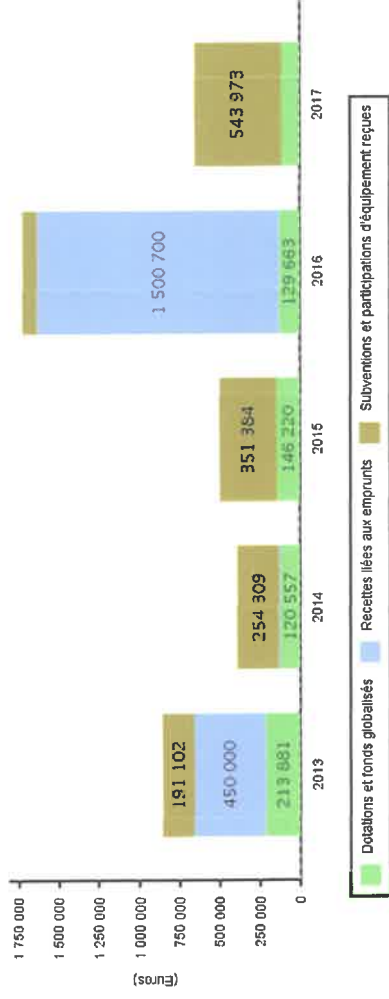 (Euros)
1 750 000
1 500 000
1 250 000
1 000 000
750 000
500 000
250 000
0
191 102
450 000
213 881
254 309
120 557
351 384
146 220
1 500 700
129 663
543 973
2013
2014
2015
2016
2017
Dotations et fonds globalisés
Recettes liées aux emprunts
Subventions et participations d'équipement reçues